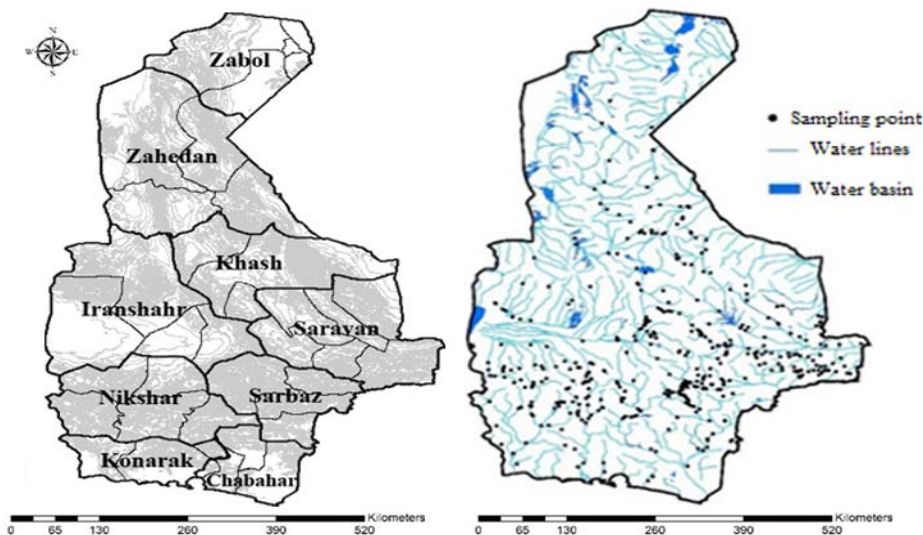 N
W E
S
Zabol
Zahedan
Khash
Iranshahr
Saravan
Nikshar
Sarbaz
Konarak
Chabahar
Kilometers
0 65 130 260 390 520
Sampling point
Water lines
Water basin
Kilometers
0 65 130 260 390 520